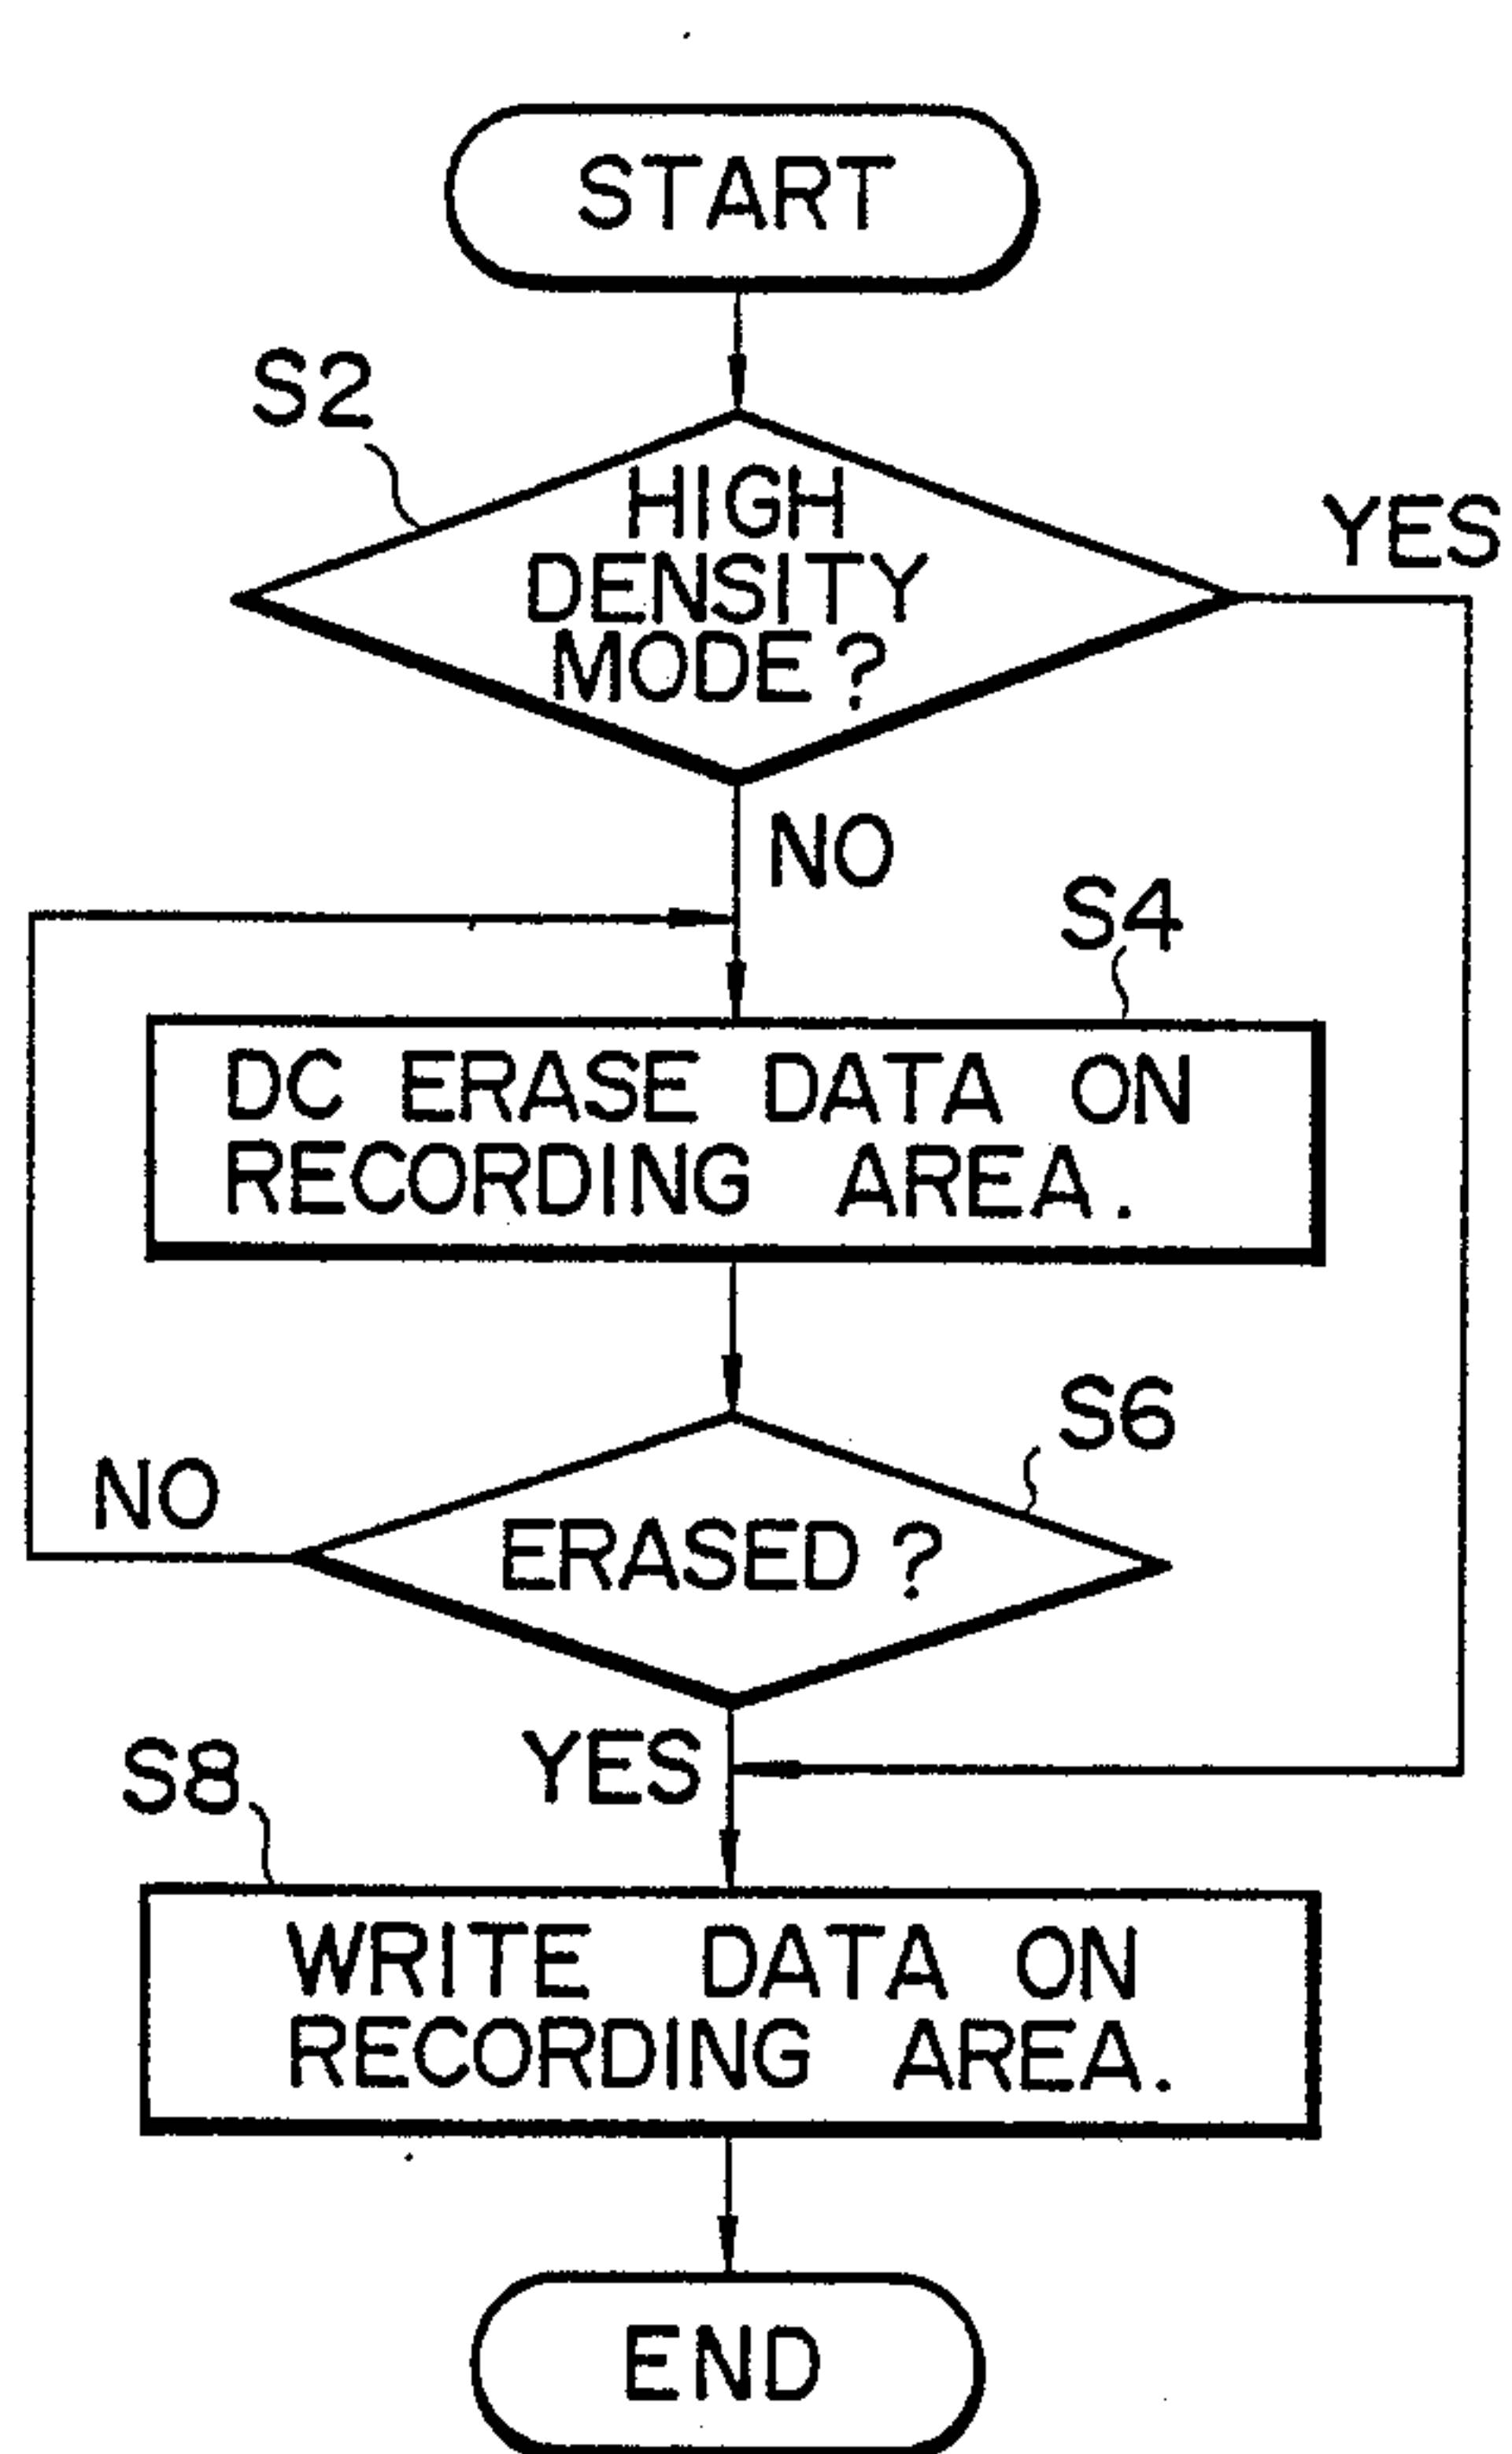 START
S2
HIGH
DENSITY
MODE?
YES
NO
S4
DC ERASE DATA ON
RECORDING AREA.
S6
NO
ERASED?
YES
S8
WRITE DATA ON
RECORDING AREA.
END